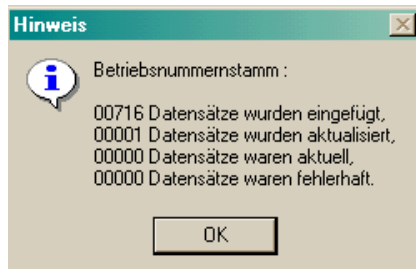 Hinweis
Betriebsnummernstamm :
00716 Datensätze wurden eingefügt,
00001 Datensätze wurden aktualisiert,
00000 Datensätze waren aktuell,
00000 Datensätze waren fehlerhaft.
OK